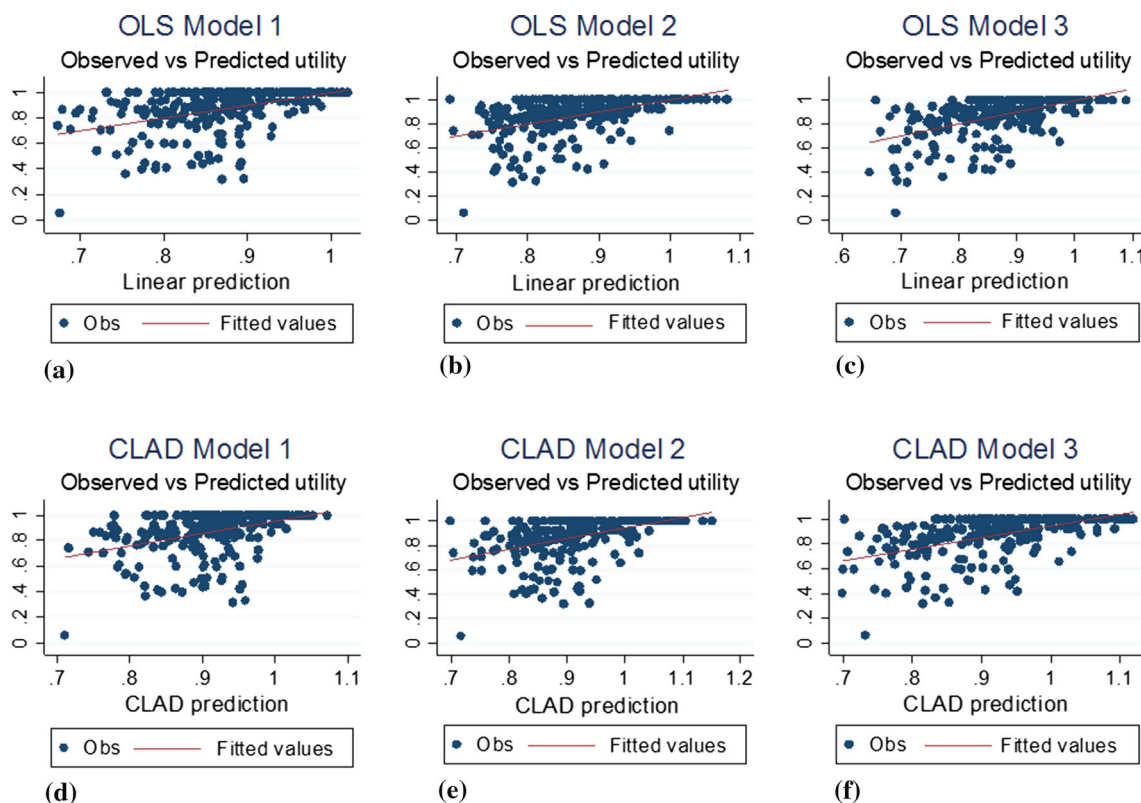 OLS Model 1
Observed vs Predicted utility
0 .2 .4 .6 .8 1
.7 .8 .9 1
Linear prediction
Obs Fitted values
(a)
OLS Model 2
Observed vs Predicted utility
0 .2 .4 .6 .8 1
.7 .8 .9 1 1.1
Linear prediction
Obs Fitted values
(b)
OLS Model 3
Observed vs Predicted utility
0 .2 .4 .6 .8 1
.6 .7 .8 .9 1 1.1
Linear prediction
Obs Fitted values
(c)
CLAD Model 1
Observed vs Predicted utility
0 .2 .4 .6 .8 1
.7 .8 .9 1 1.1
CLAD prediction
Obs Fitted values
(d)
CLAD Model 2
Observed vs Predicted utility
0 .2 .4 .6 .8 1
.7 .8 .9 1 1.1 1.2
CLAD prediction
Obs Fitted values
(e)
CLAD Model 3
Observed vs Predicted utility
0 .2 .4 .6 .8 1
.7 .8 .9 1 1.1
CLAD prediction
Obs Fitted values
(f)